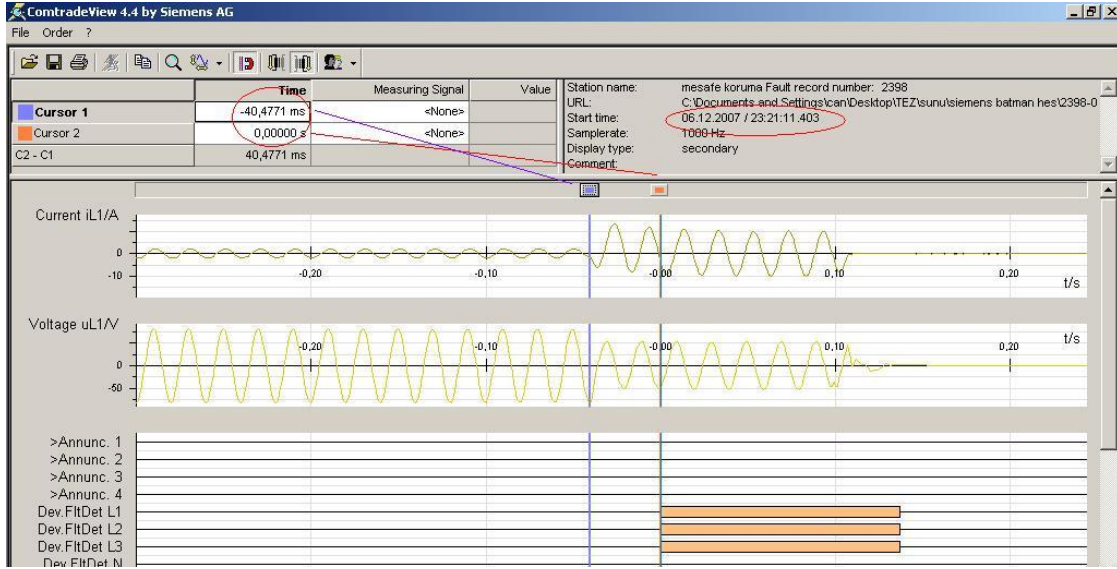 ComtradeView 4.4 by Siemens AG
File Order ?
Time Measuring Signal Value
Cursor 1 -40,4771 ms <None>
Cursor 2 0,00000 s <None>
C2 - C1 40,4771 ms
Station name: mesafe koruma Fault record number: 2398
URL: C:\Documents and Settings\can\Desktop\TEZ\sunu\siemens batman hes\2398-0
Start time: 06.12.2007 / 23:21:11.403
Samplerate: 1000 Hz
Display type: secondary
Comment:
Current iL1/A
0
-0,20 -0,10 -0,00 0,10 0,20
-10
t/s
Voltage uL1/V
t/s
-0,20 -0,10 -0,00 0,10 0,20
0
-50
>Annunc. 1
>Annunc. 2
>Annunc. 3
>Annunc. 4
Dev.FltDet L1
Dev.FltDet L2
Dev.FltDet L3
Dev.FltDet N